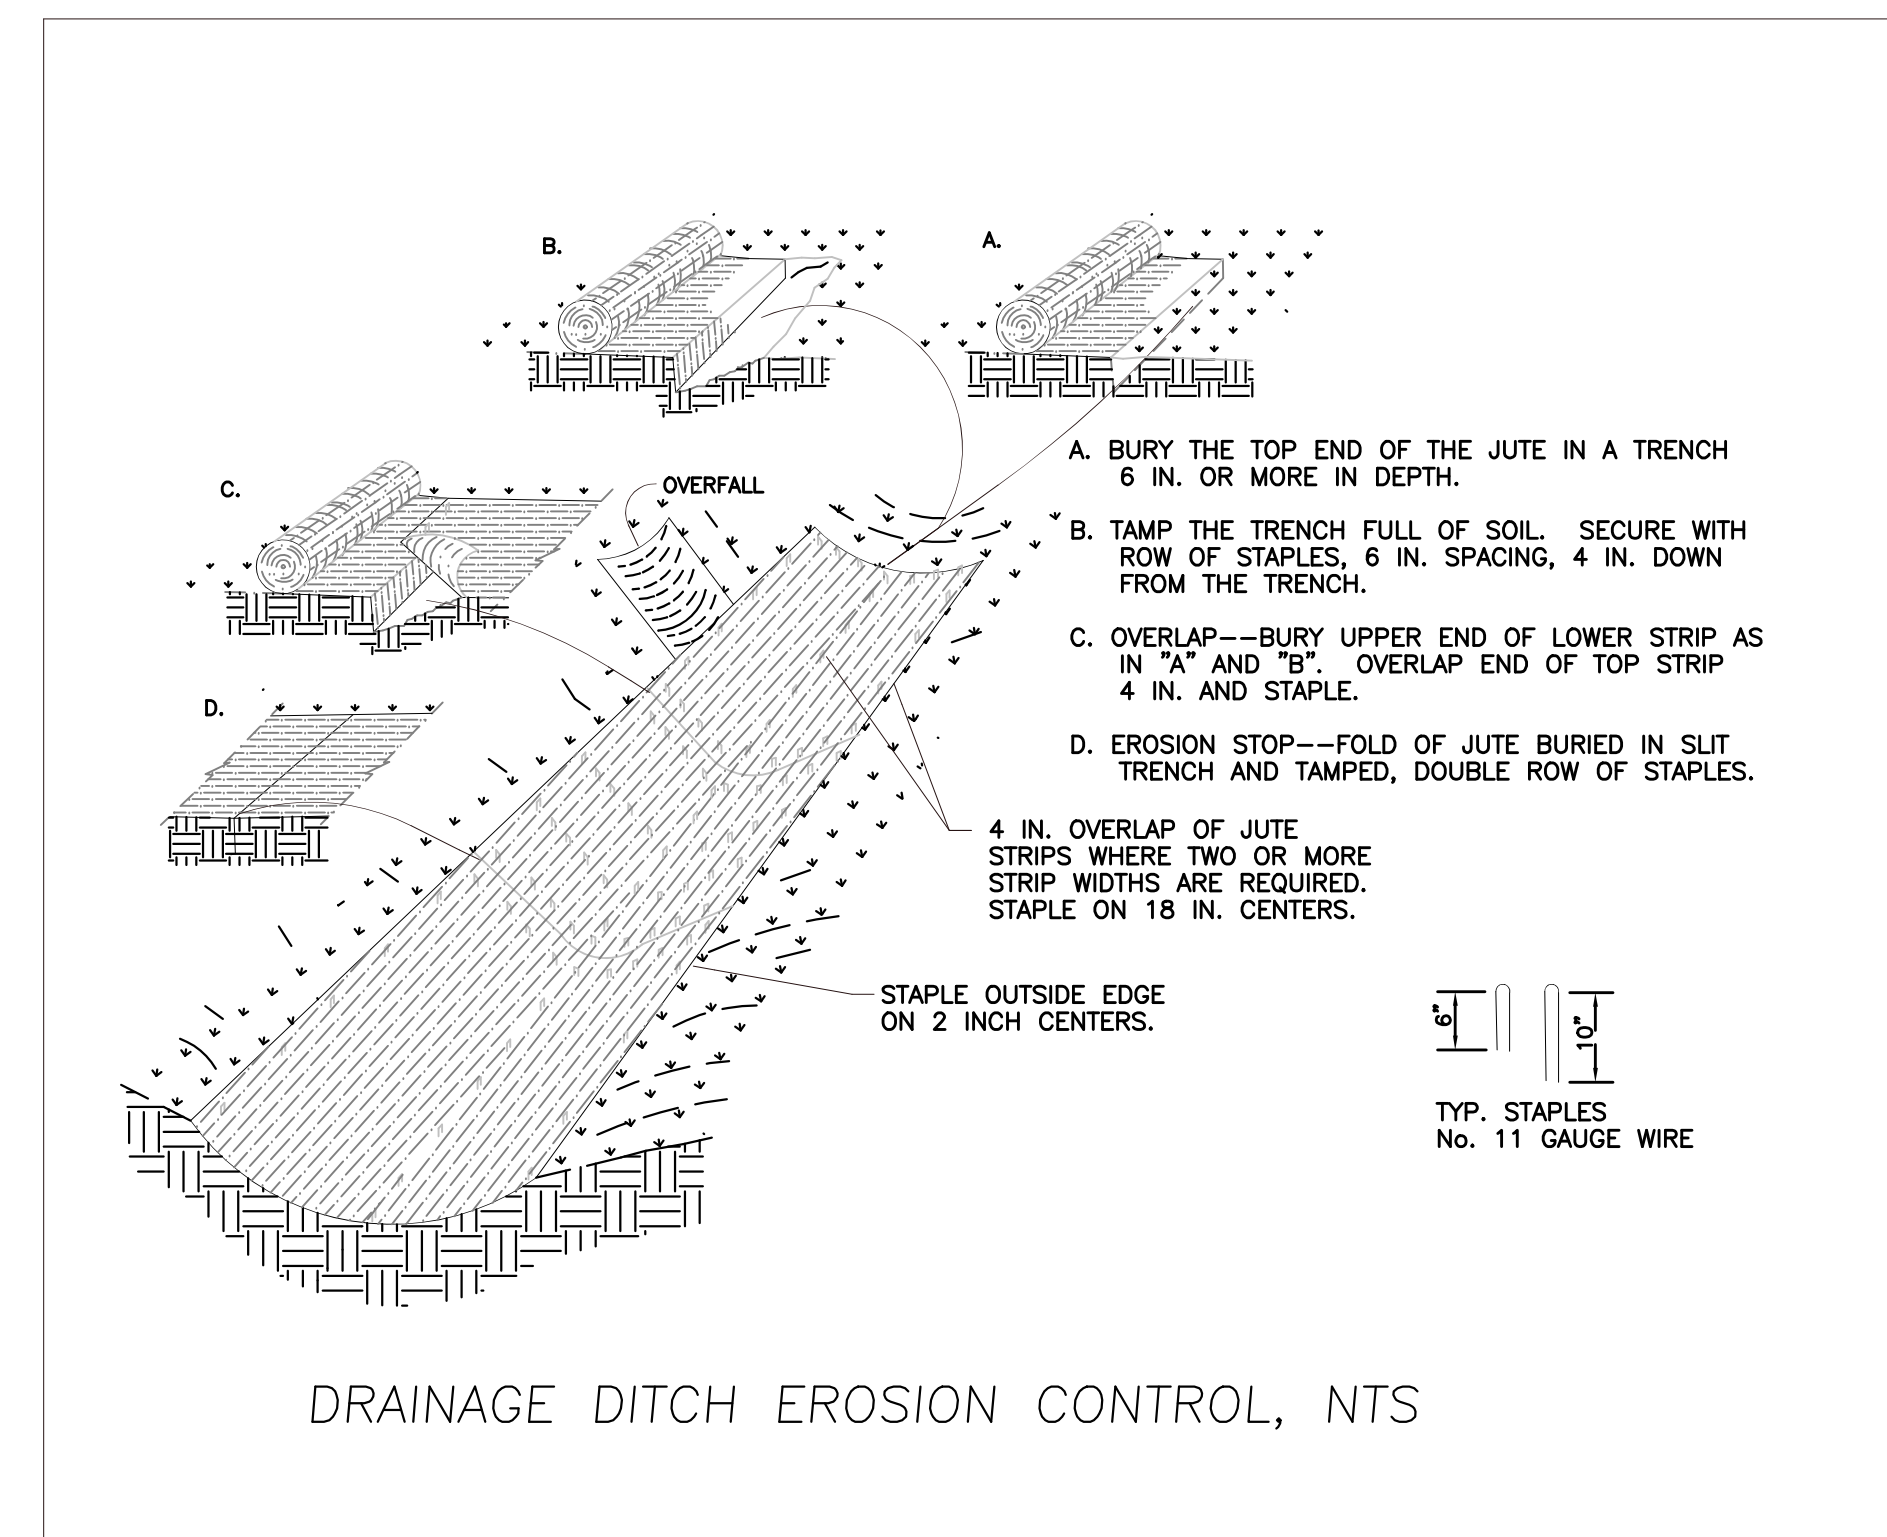 B.
A.
A. BURY THE TOP END OF THE JUTE IN A TRENCH
6 IN. OR MORE IN DEPTH.
C.
OVERFALL
B. TAMP THE TRENCH FULL OF SOIL. SECURE WITH
ROW OF STAPLES, 6 IN. SPACING, 4 IN. DOWN
FROM THE TRENCH.
C. OVERLAP--BURY UPPER END OF LOWER STRIP AS
IN "A" AND "B". OVERLAP END OF TOP STRIP
4 IN. AND STAPLE.
D.
D. EROSION STOP--FOLD OF JUTE BURIED IN SLIT
TRENCH AND TAMPED, DOUBLE ROW OF STAPLES.
4 IN. OVERLAP OF JUTE
STRIPS WHERE TWO OR MORE
STRIP WIDTHS ARE REQUIRED.
STAPLE ON 18 IN. CENTERS.
STAPLE OUTSIDE EDGE
ON 2 INCH CENTERS.
6"
10"
TYP. STAPLES
No. 11 GAUGE WIRE
DRAINAGE DITCH EROSION CONTROL, NTS